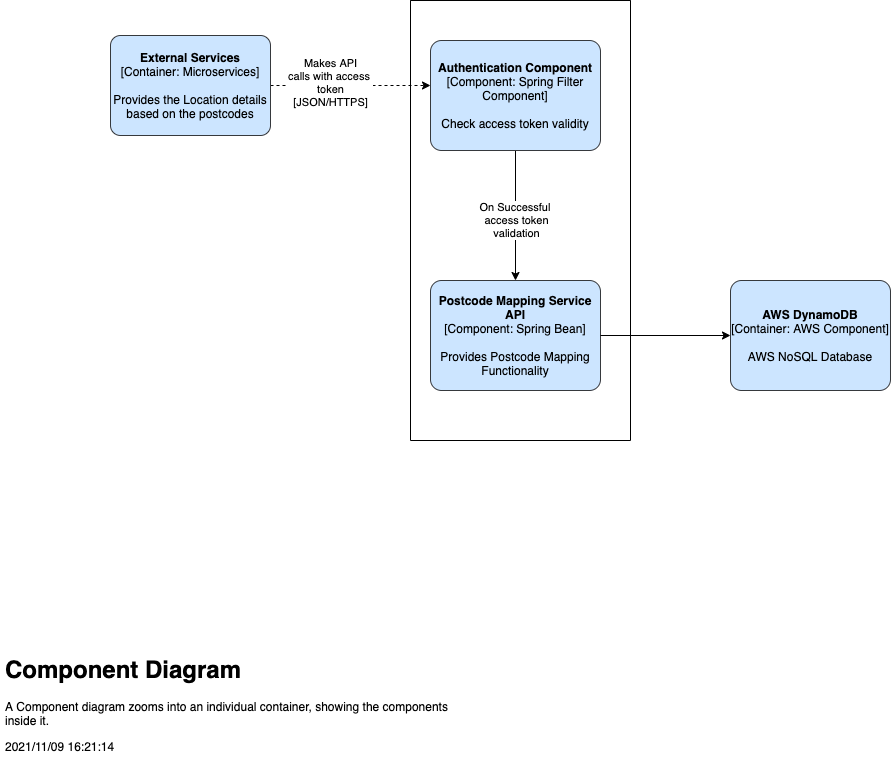 External Services
[Container: Microservices]
Provides the Location details
based on the postcodes
Makes API
calls with access
token
[JSON/HTTPS]
Authentication Component
[Component: Spring Filter
Component]
Check access token validity
On Successful
access token
validation
Postcode Mapping Service
API
[Component: Spring Bean]
Provides Postcode Mapping
Functionality
AWS DynamoDB
[Container: AWS Component]
AWS NoSQL Database
Component Diagram
A Component diagram zooms into an individual container, showing the components
inside it.
2021/11/09 16:21:14